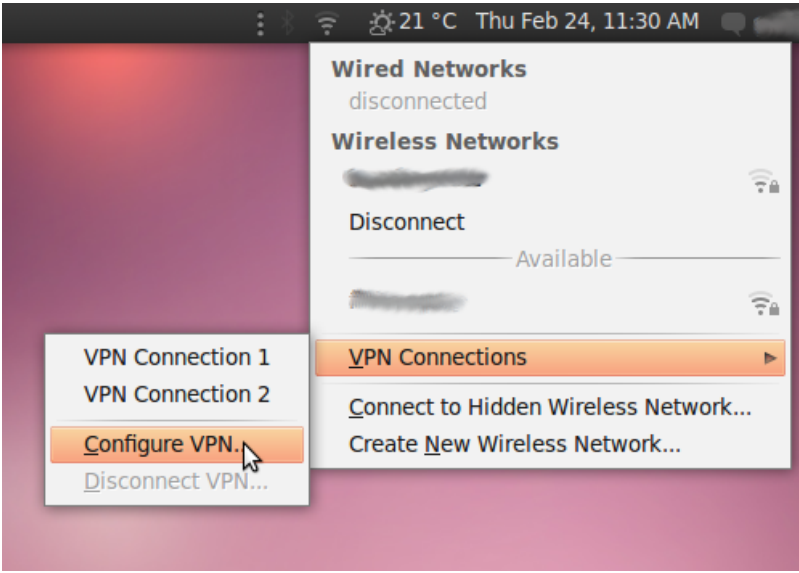 21 °C Thu Feb 24, 11:30 AM
Wired Networks
disconnected
Wireless Networks
Disconnect
Available
VPN Connections
Connect to Hidden Wireless Network...
Create New Wireless Network...
VPN Connection 1
VPN Connection 2
Configure VPN...
Disconnect VPN...